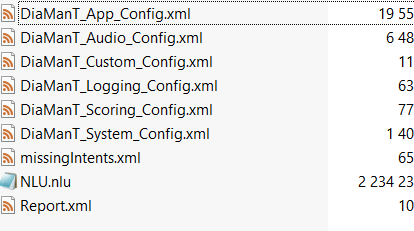 DiaManT_App_Config.xml 19 55
DiaManT_Audio_Config.xml 6 48
DiaManT_Custom_Config.xml 11
DiaManT_Logging_Config.xml 63
DiaManT_Scoring_Config.xml 77
DiaManT_System_Config.xml 1 40
missingIntents.xml 65
NLU.nlu 2 234 23
Report.xml 10